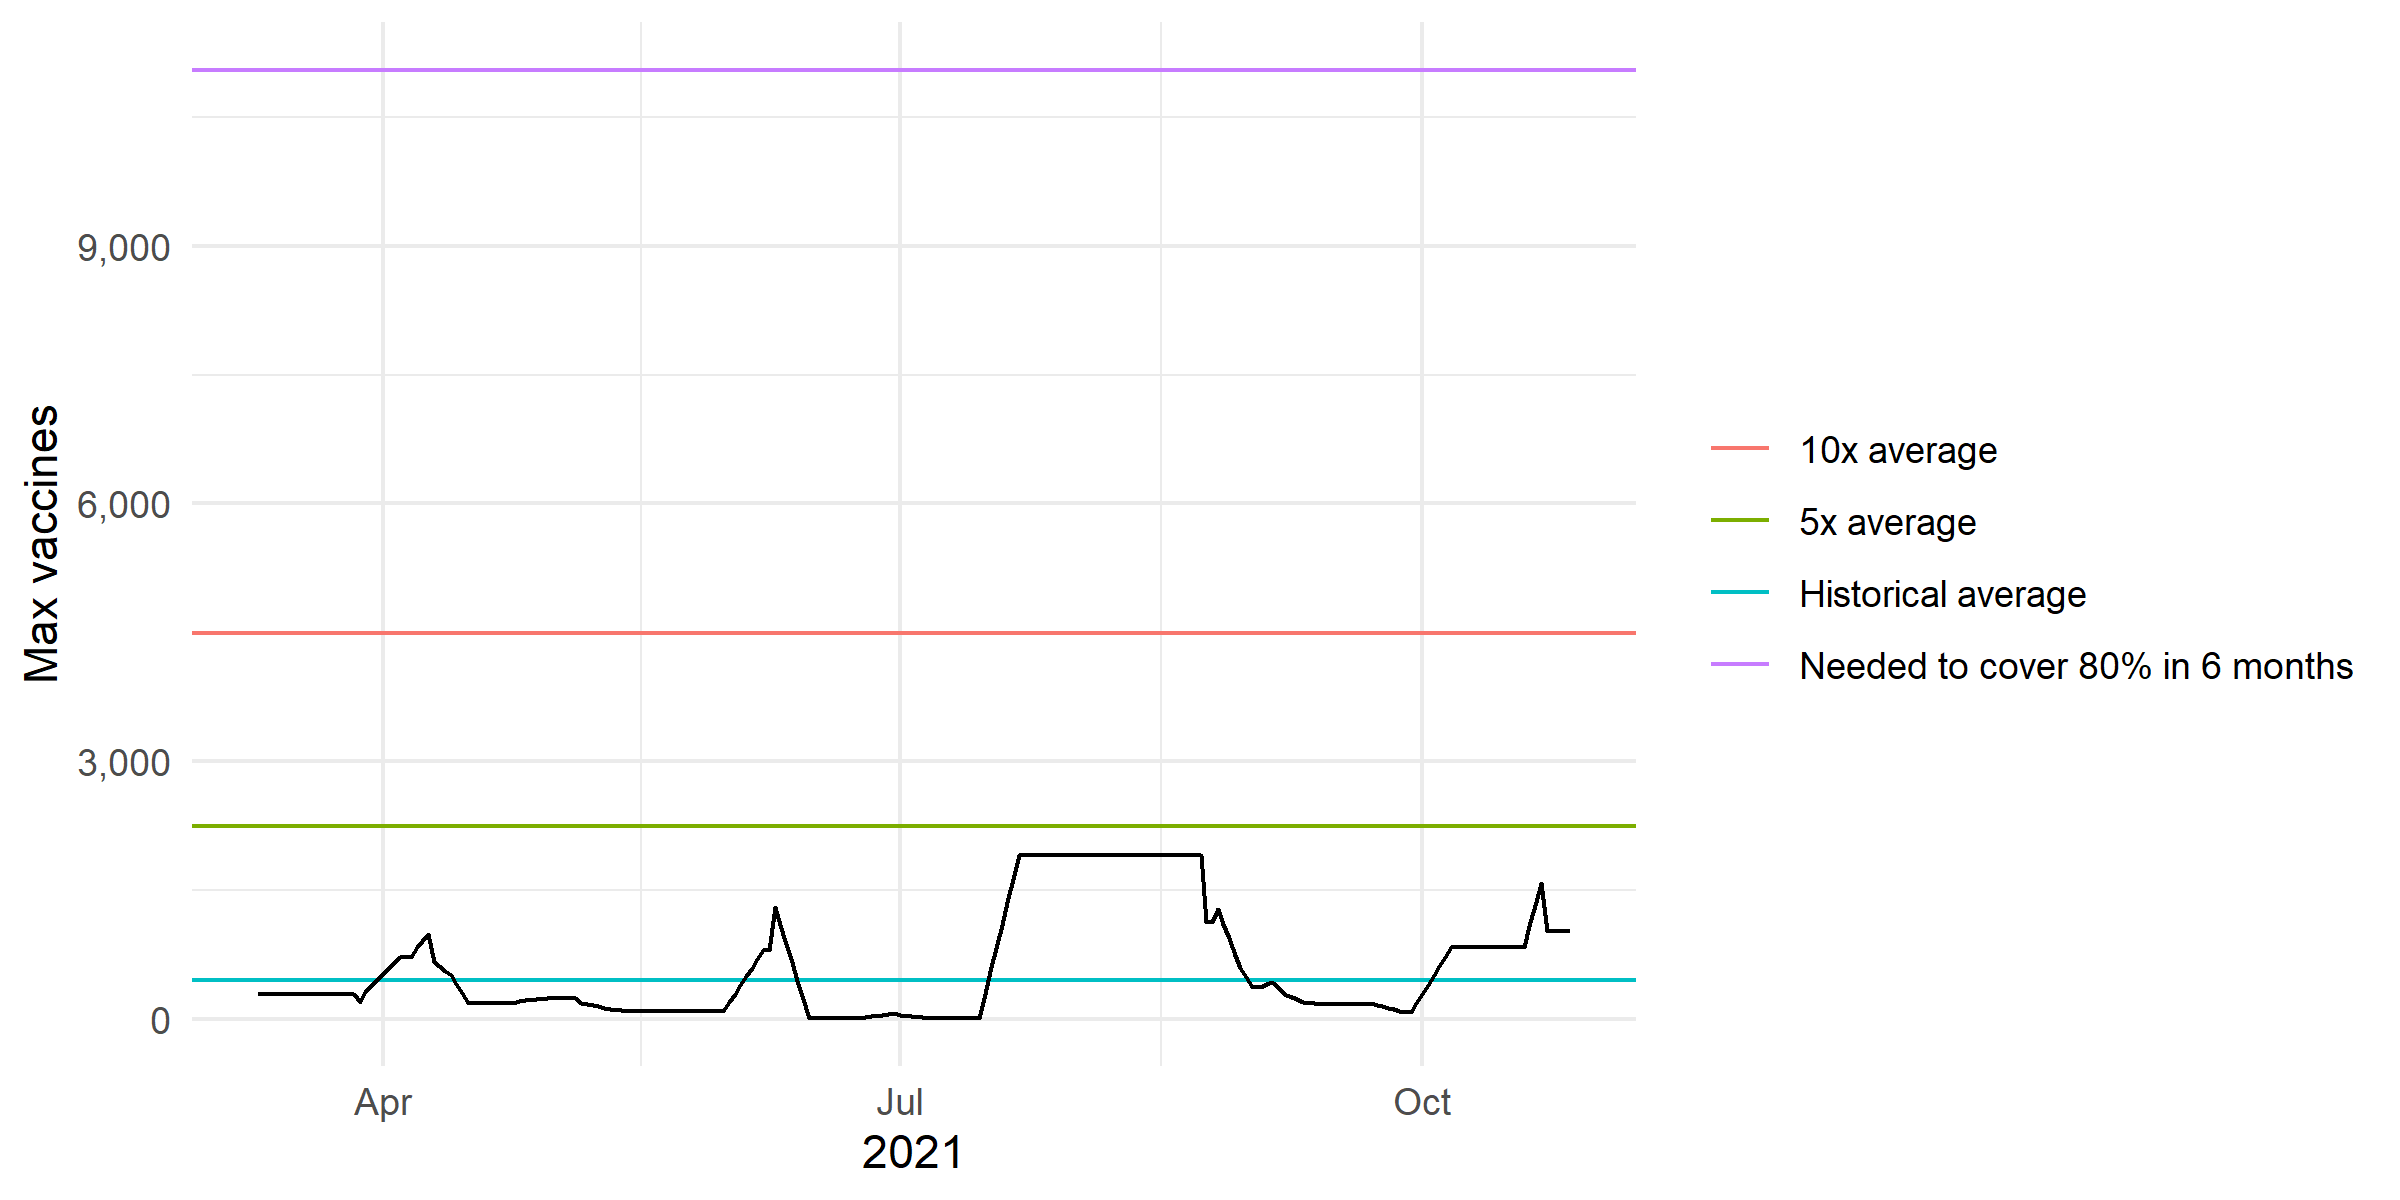 Max vaccines
9,000
6,000
3,000
0
Apr
Jul
Oct
2021
10x average
5x average
Historical average
Needed to cover 80% in 6 months